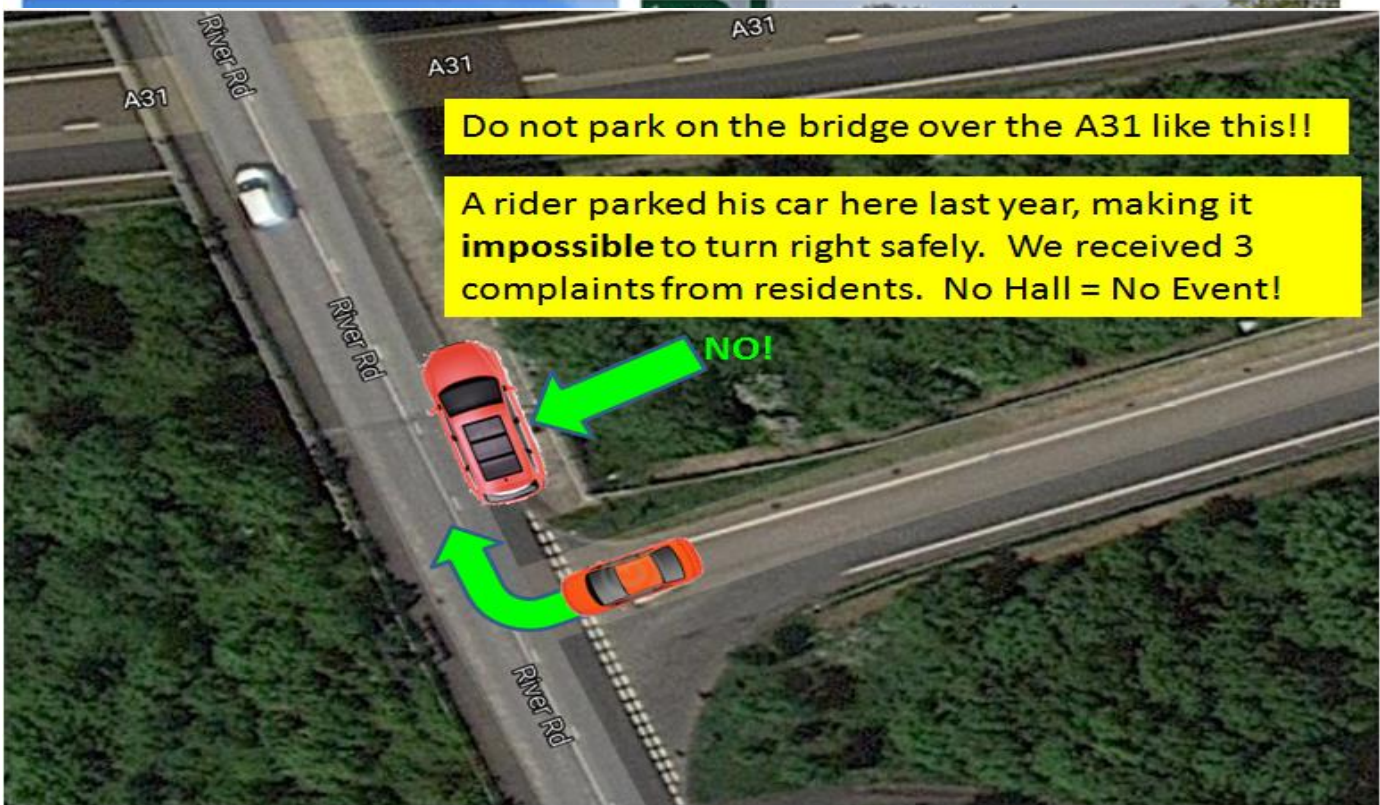 River Rd
A31
A31
A31
Do not park on the bridge over the A31 like this!!
A rider parked his car here last year, making it
impossible to turn right safely. We received 3
complaints from residents. No Hall = No Event!
River Rd
NO!
River Rd